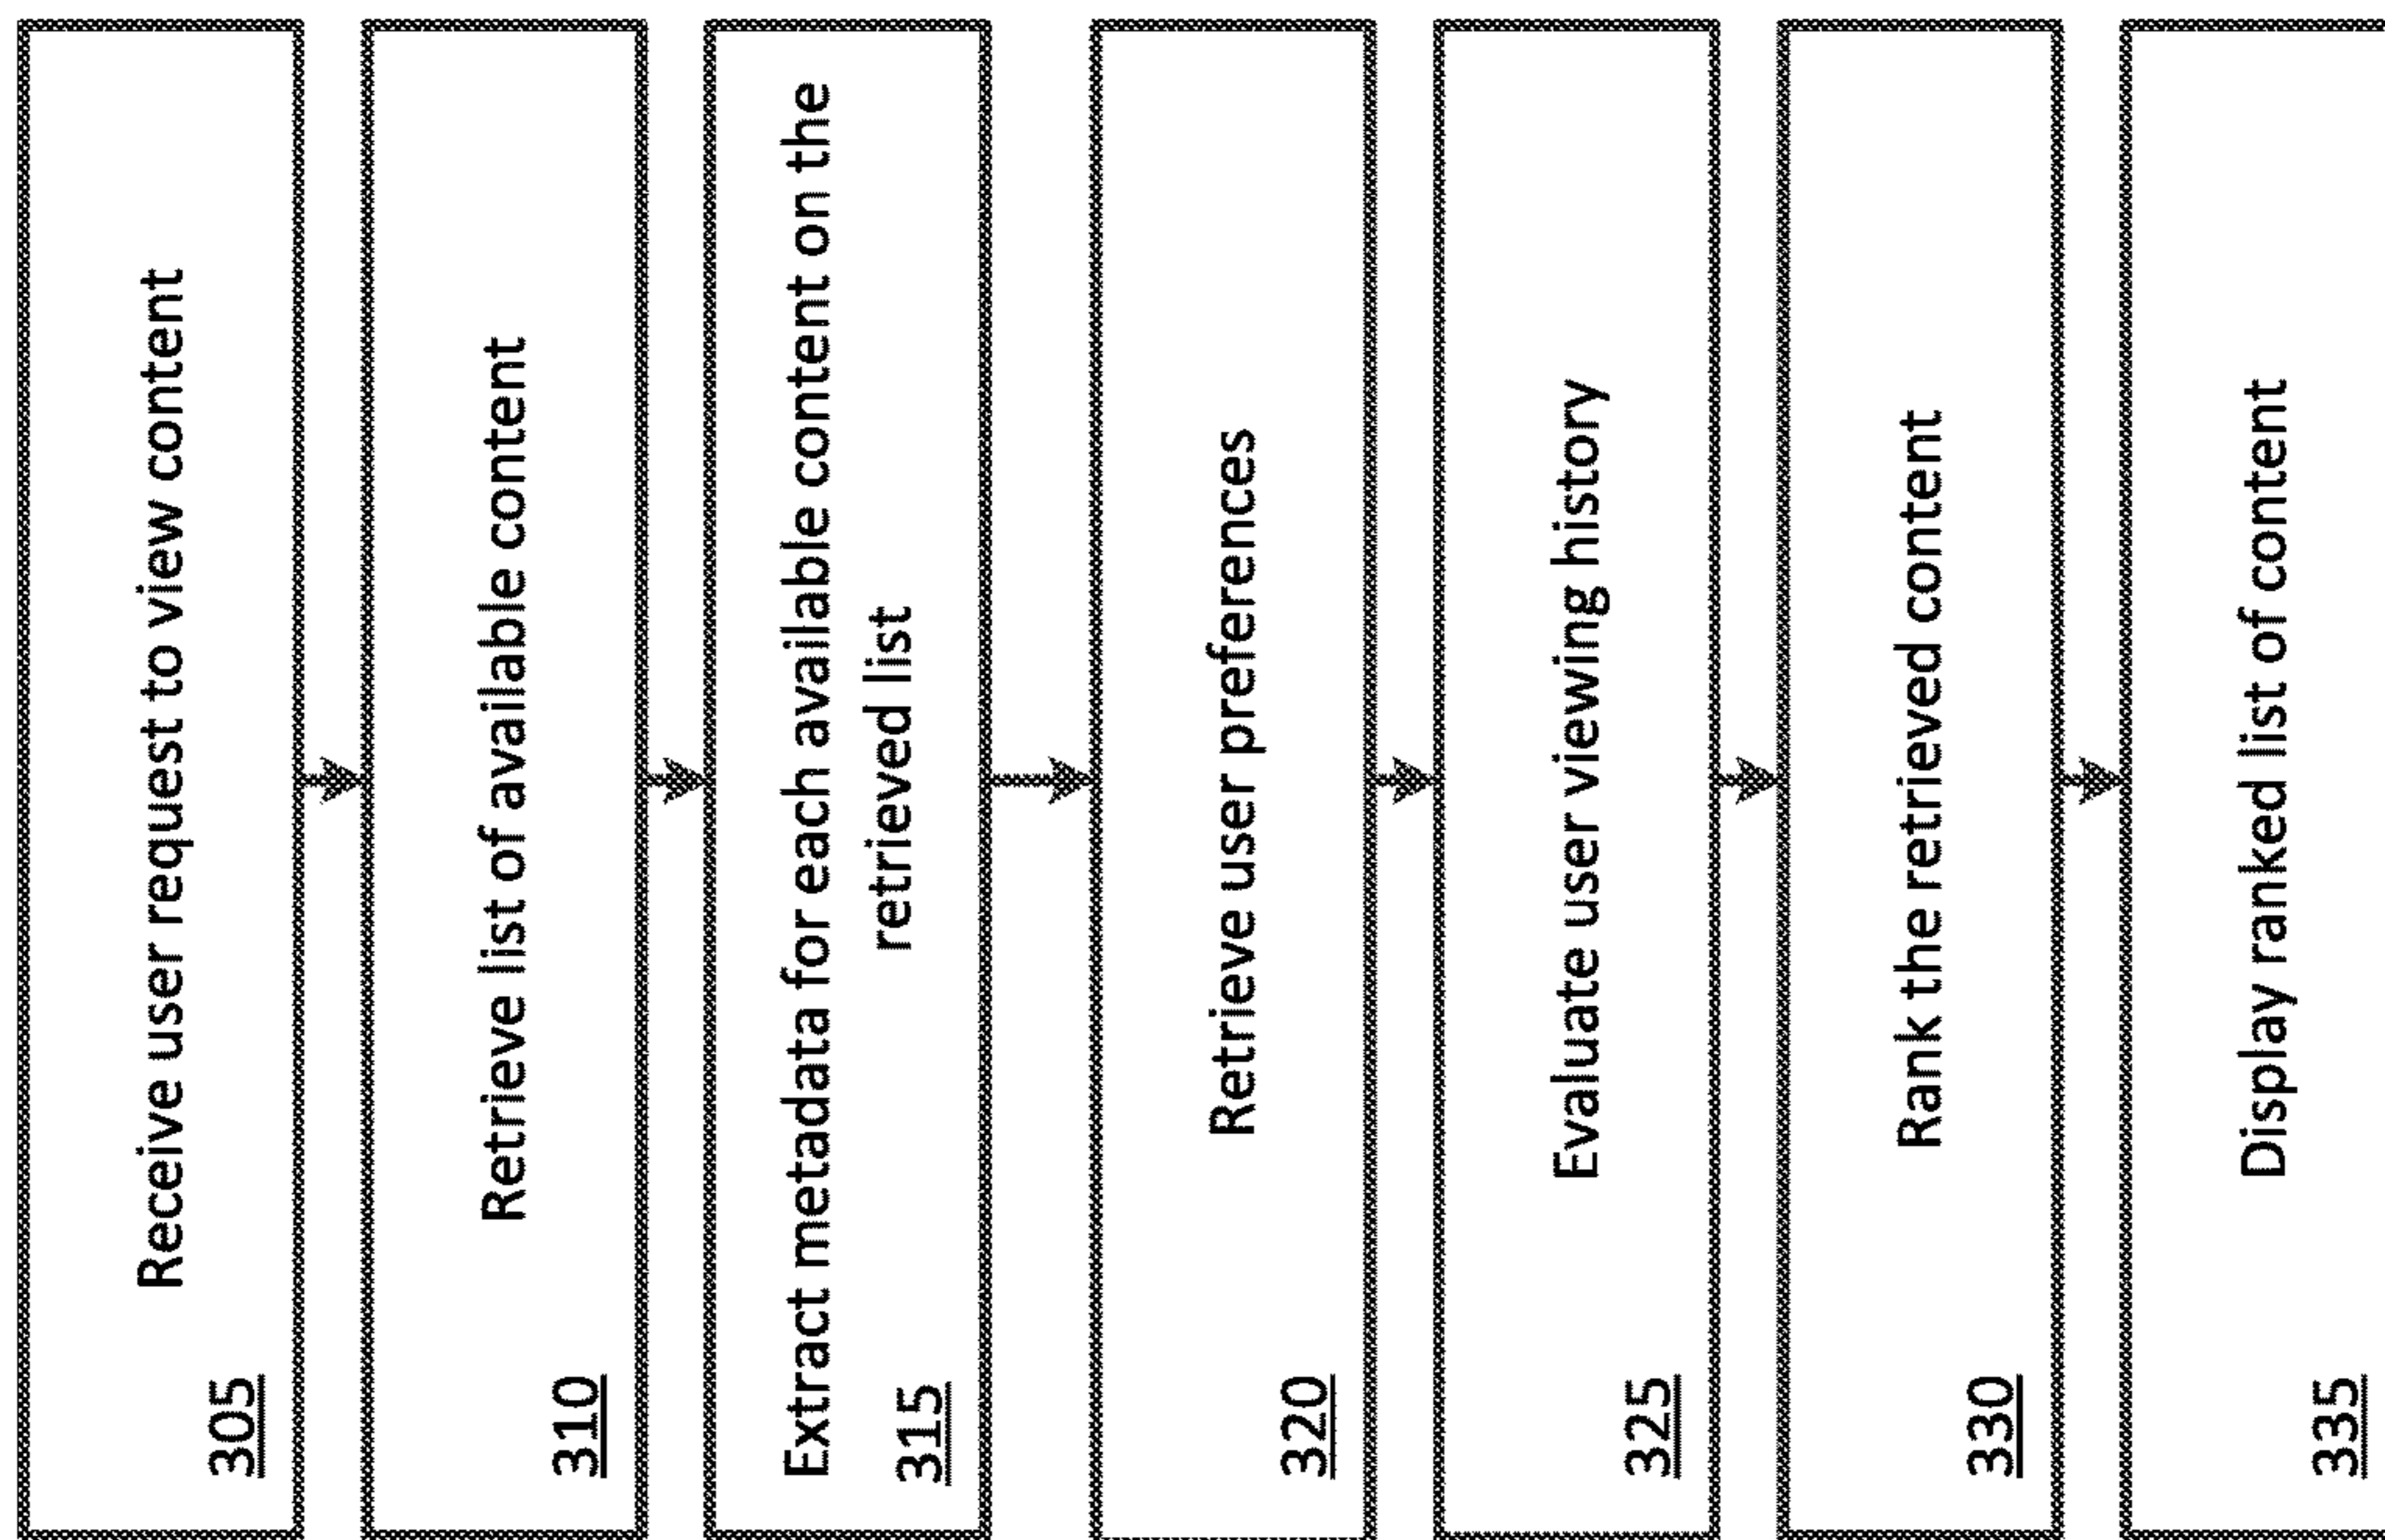 Receive user request to view content
305
Retrieve list of available content
310
Extract metadata for each available content on the
retrieved list
315
Retrieve user preferences
320
Evaluate user viewing history
325
Rank the retrieved content
330
Display ranked list of content
335